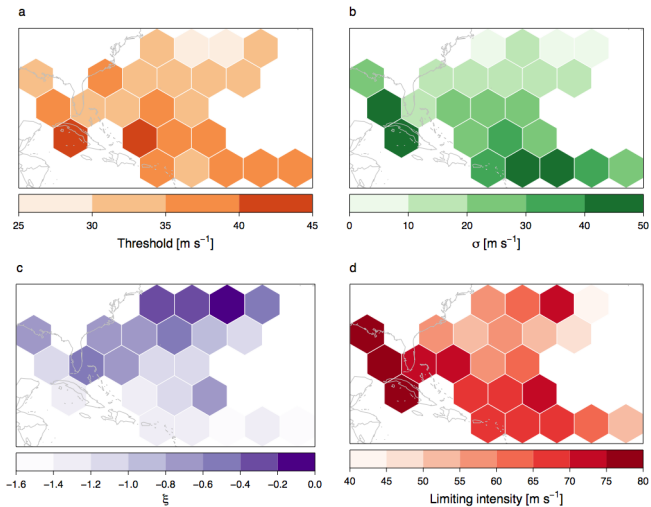 a
25 30 35 40 45
Threshold [m s⁻¹]
b
0 10 20 30 40 50
σ [m s⁻¹]
c
−1.6 −1.4 −1.2 −1.0 −0.8 −0.6 −0.4 −0.2 0.0
ξ
d
40 45 50 55 60 65 70 75 80
Limiting intensity [m s⁻¹]